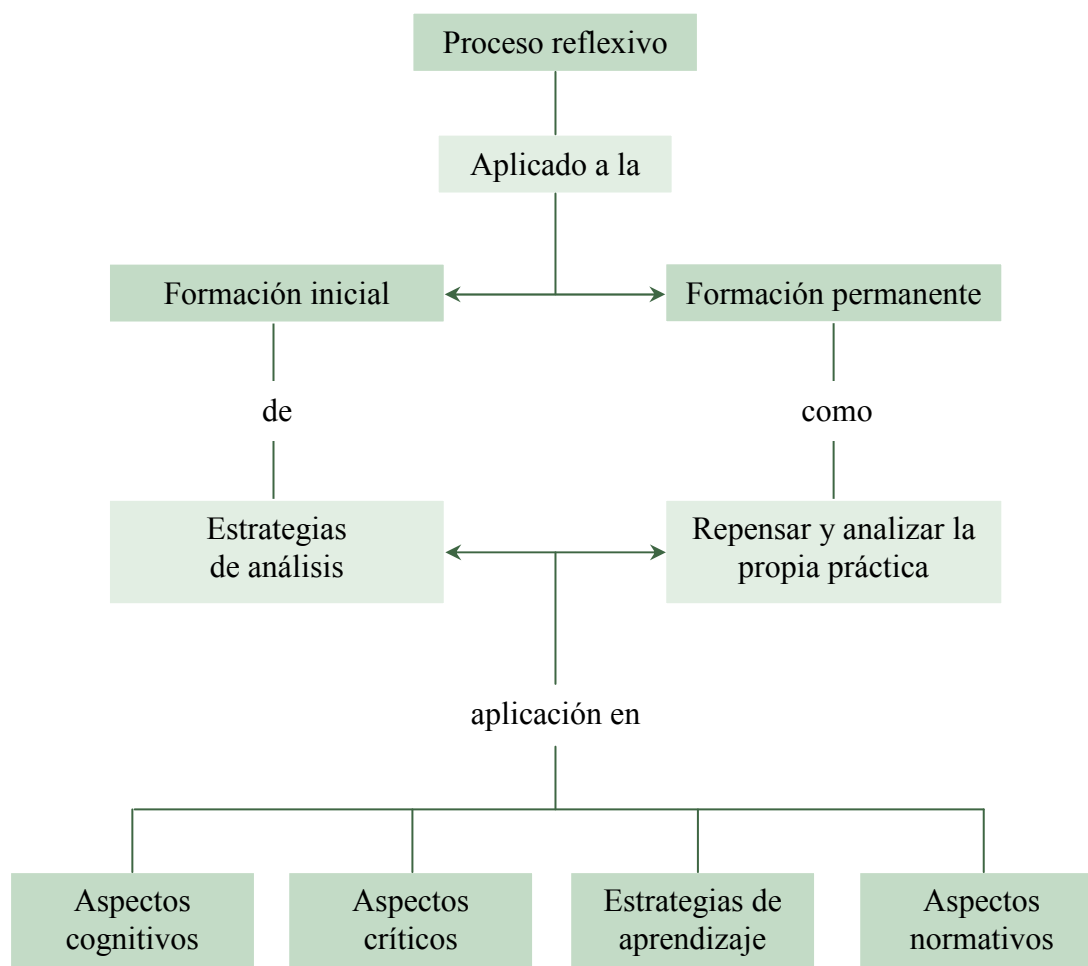 Proceso reflexivo
Aplicado a la
Formación inicial
Formación permanente
de
como
Estrategias
de análisis
Repensar y analizar la
propia práctica
aplicación en
Aspectos
cognitivos
Aspectos
críticos
Estrategias de
aprendizaje
Aspectos
normativos